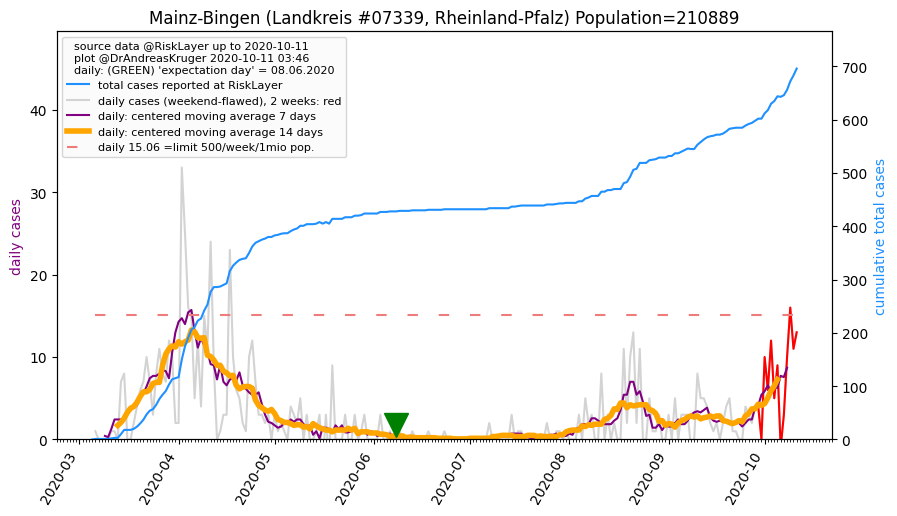 Mainz-Bingen (Landkreis #07339, Rheinland-Pfalz) Population=210889
source data @RiskLayer up to 2020-10-11
plot @DrAndreasKruger 2020-10-11 03:46
daily: (GREEN) 'expectation day' = 08.06.2020
total cases reported at RiskLayer
daily cases (weekend-flawed), 2 weeks: red
daily: centered moving average 7 days
daily: centered moving average 14 days
daily 15.06 =limit 500/week/1mio pop.
daily cases
40
30
20
10
0
cumulative total cases
700
600
500
400
300
200
100
0
2020-03
2020-04
2020-05
2020-06
2020-07
2020-08
2020-09
2020-10